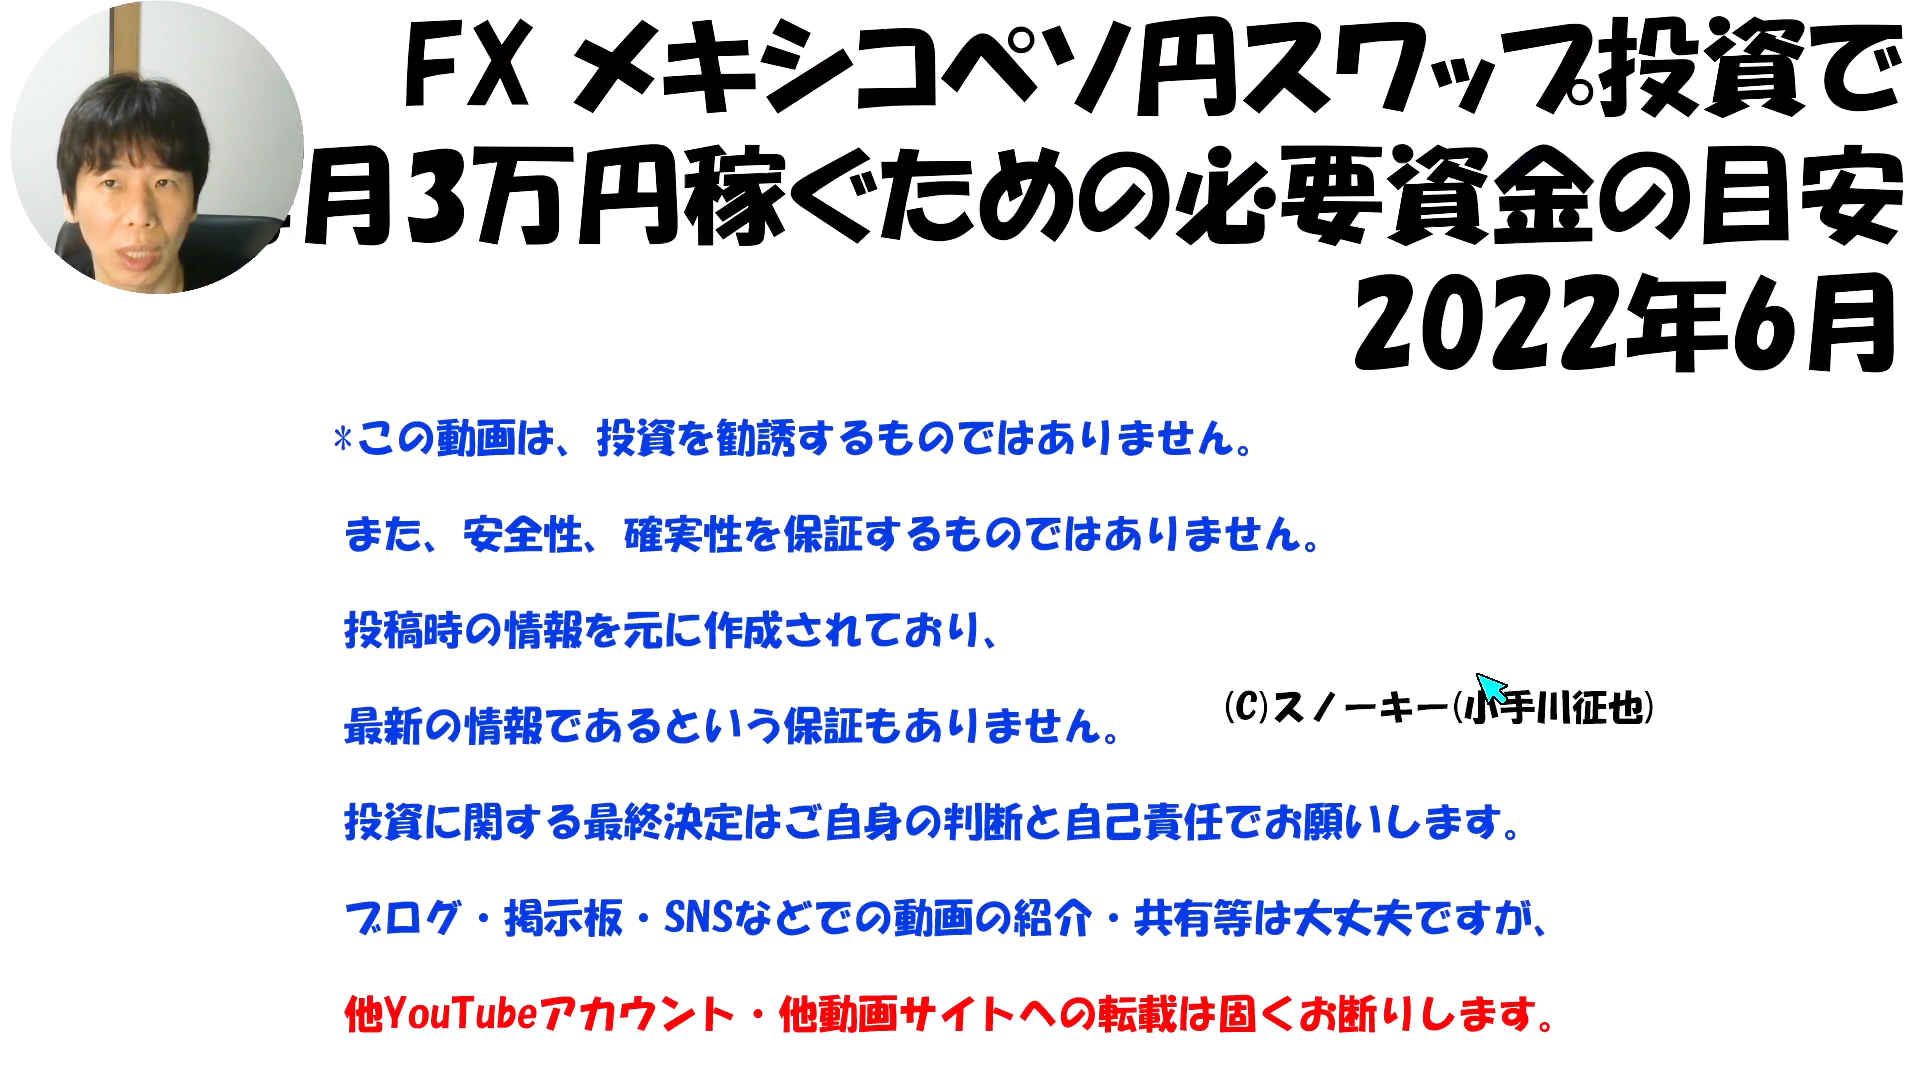 FX メキシコペソ円スワップ投資で
月3万円稼ぐための必要資金の目安
2022年6月
*この動画は、投資を勧誘するものではありません。
また、安全性、確実性を保証するものではありません。
投稿時の情報を元に作成されており、
最新の情報であるという保証もありません。
(C)スノーキー(小手川征也)
投資に関する最終決定はご自身の判断と自己責任でお願いします。
ブログ・掲示板・SNSなどでの動画の紹介・共有等は大丈夫ですが、
他YouTubeアカウント・他動画サイトへの転載は固くお断りします。